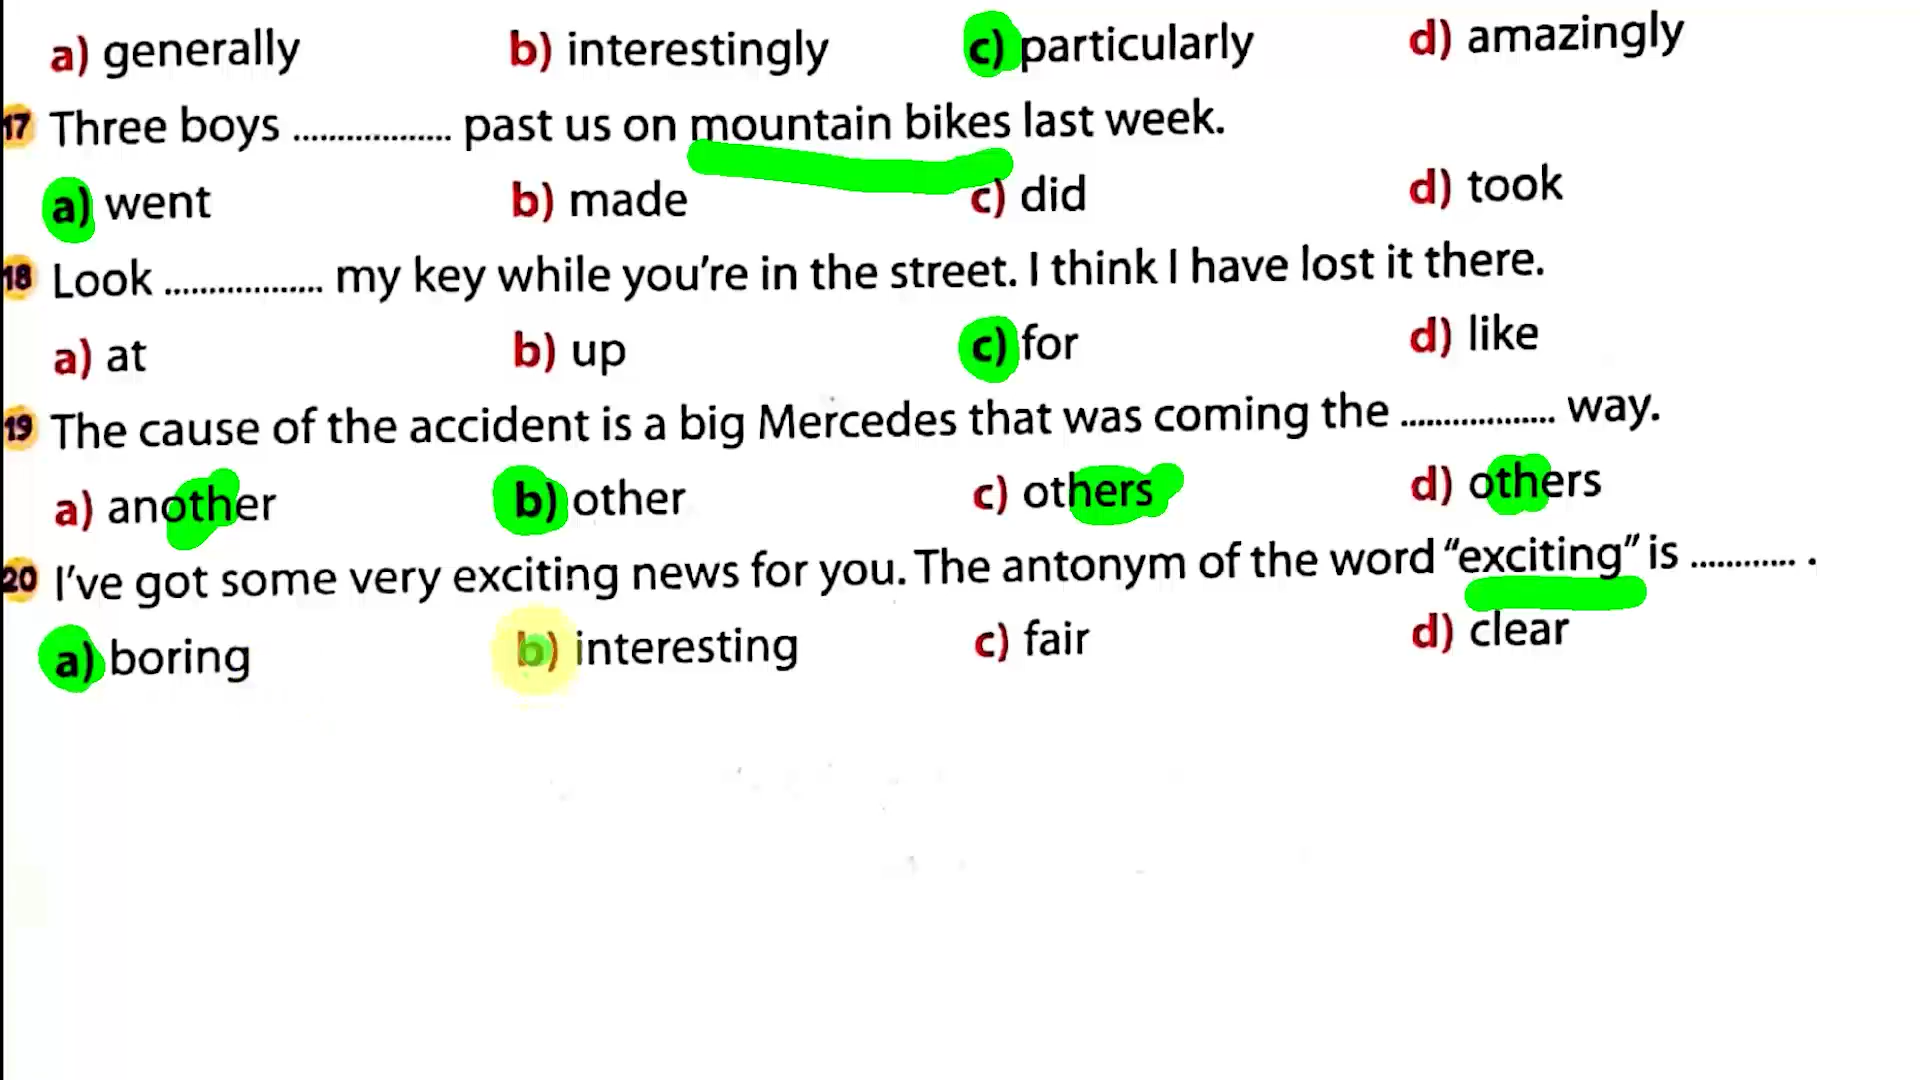 a) generally b) interestingly c) particularly d) amazingly
17 Three boys .................. past us on mountain bikes last week.
a) went b) made c) did d) took
18 Look .................. my key while you're in the street. I think I have lost it there.
a) at b) up c) for d) like
19 The cause of the accident is a big Mercedes that was coming the .................. way.
a) another b) other c) others d) others
20 I've got some very exciting news for you. The antonym of the word “exciting” is ............ .
a) boring b) interesting c) fair d) clear